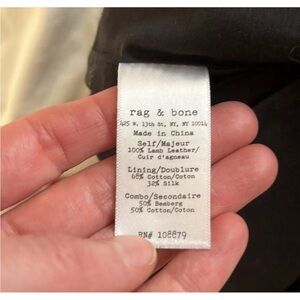 rag & bone
425 W. 13th St, NY, NY 10014
Made in China
Self/Majeur
100% Lamb Leather/
Cuir d'agneau
Lining/Doublure
68% Cotton/Coton
32% Silk
Combo/Secondaire
50% Bemberg
50% Cotton/Coton
RN# 108879